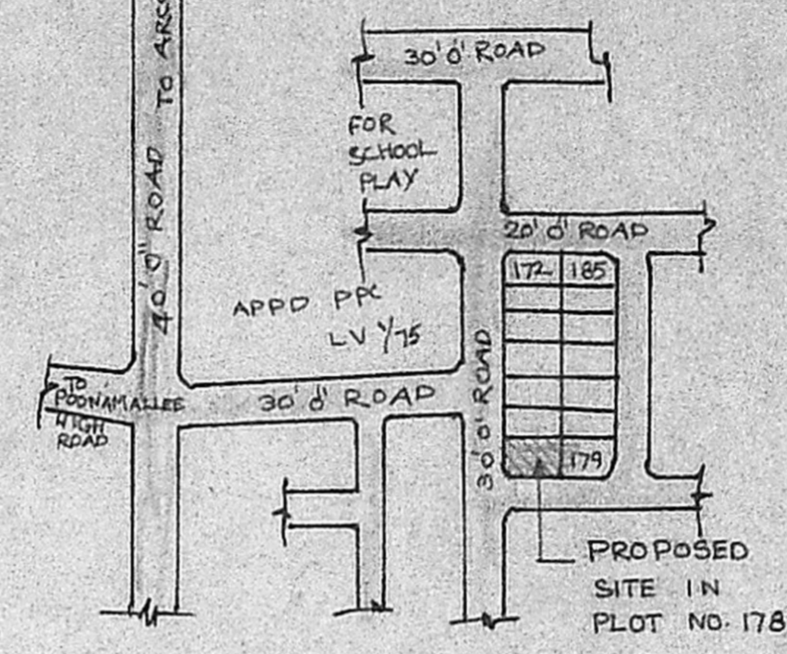 40'0" ROAD TO
30'0' ROAD
FOR
SCHOOL
PLAY
20'0' ROAD
172 185
APPD PPC
LV 1/75
30'0' ROAD
TO
POONAMALLEE
HIGH
ROAD
30'0' ROAD
179
PROPOSED
SITE IN
PLOT NO. 178